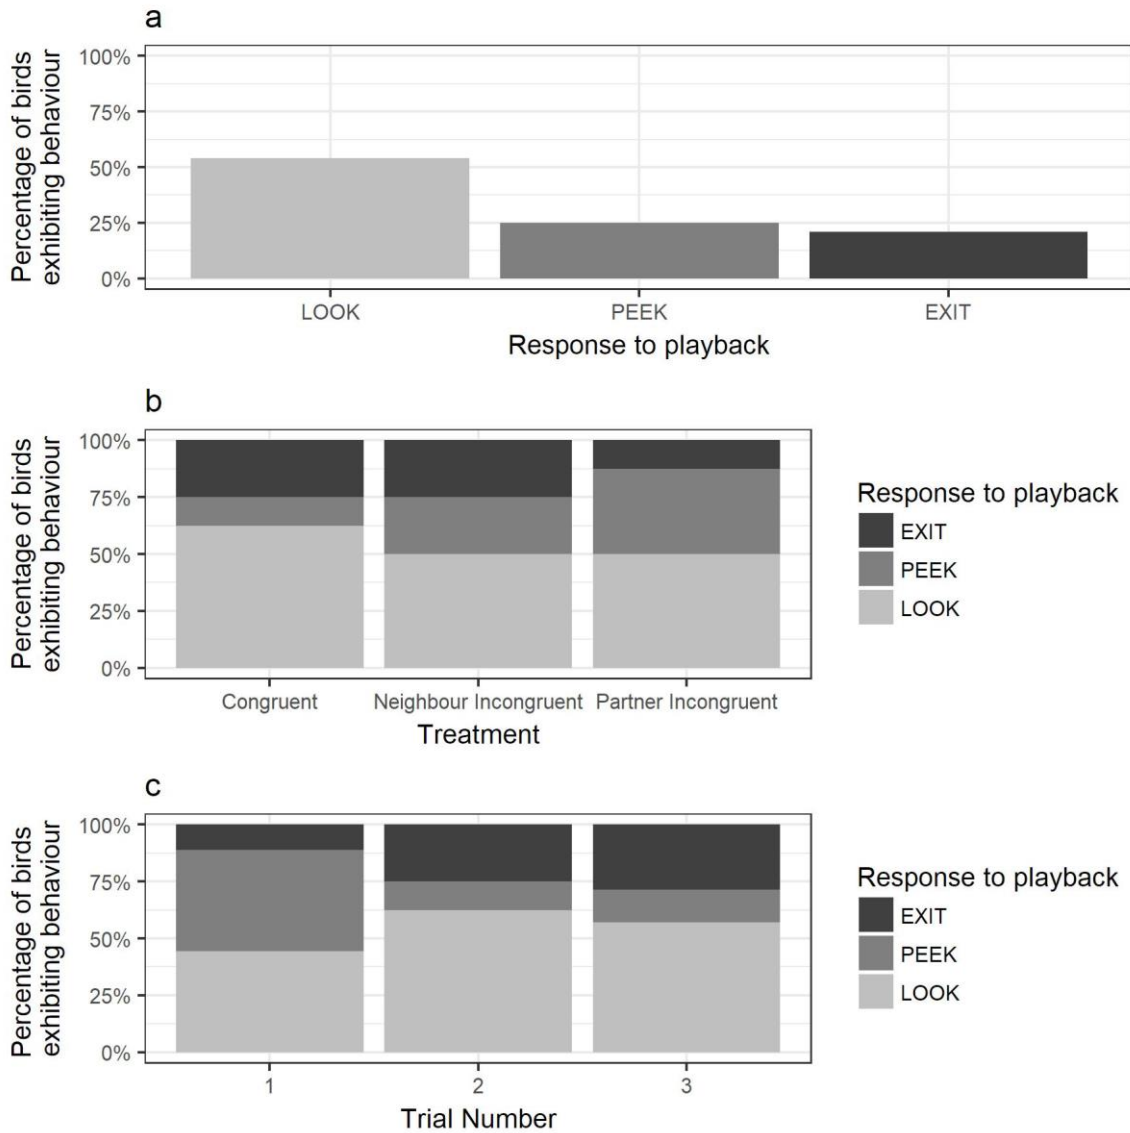 a
Percentage of birds
exhibiting behaviour
100%
75%
50%
25%
0%
LOOK PEEK EXIT
Response to playback
b
Percentage of birds
exhibiting behaviour
100%
75%
50%
25%
0%
Congruent Neighbour Incongruent Partner Incongruent
Treatment
Response to playback
EXIT
PEEK
LOOK
c
Percentage of birds
exhibiting behaviour
100%
75%
50%
25%
0%
1 2 3
Trial Number
Response to playback
EXIT
PEEK
LOOK